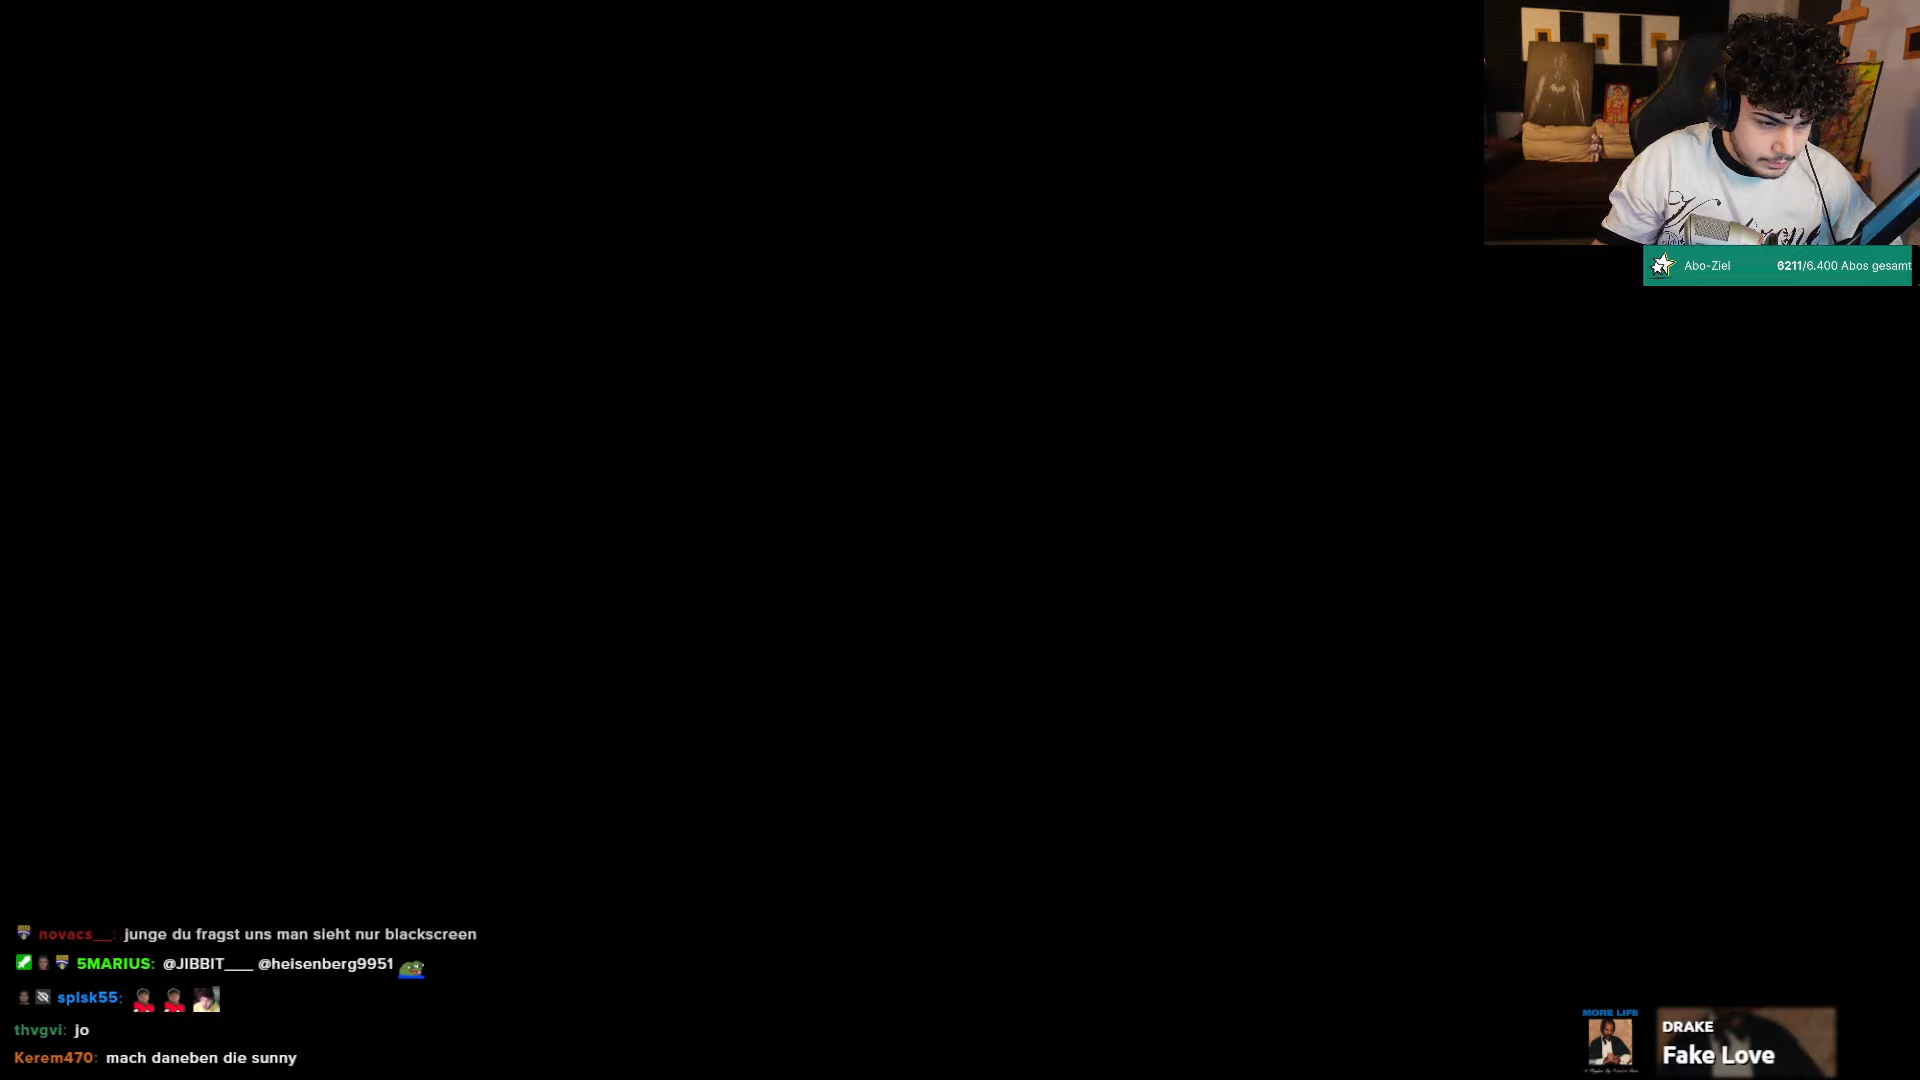 Abo-Ziel 6211/6.400 Abos gesamt
novacs__: junge du fragst uns man sieht nur blackscreen
5MARIUS: @JIBBIT___ @heisenberg9951
splsk55:
thvgvi: jo
Kerem470: mach daneben die sunny
MORE LIFE
DRAKE
Fake Love